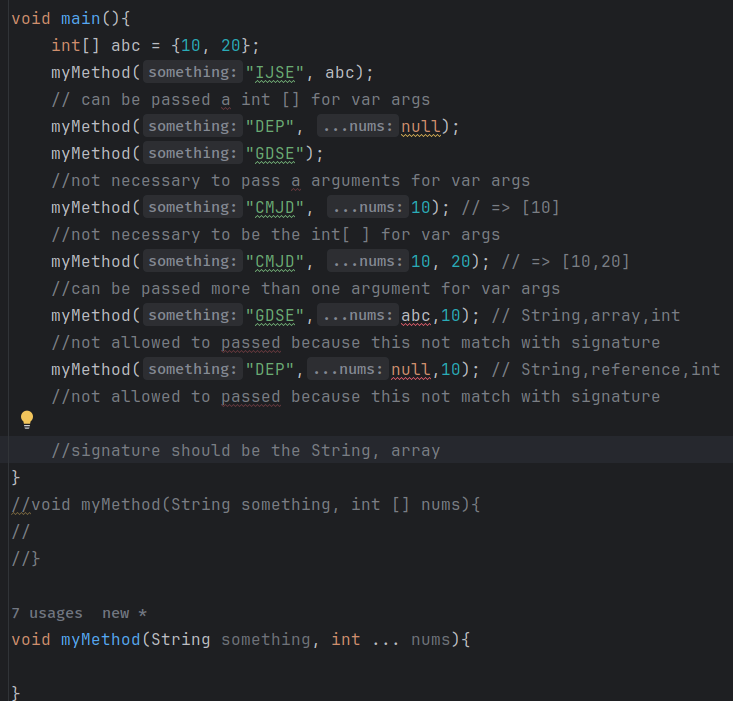 void main(){
int[] abc = {10, 20};
myMethod( something: "IJSE", abc);
// can be passed a int [] for var args
myMethod( something: "DEP", ...nums: null);
myMethod( something: "GDSE");
//not necessary to pass a arguments for var args
myMethod( something: "CMJD", ...nums: 10); // => [10]
//not necessary to be the int[ ] for var args
myMethod( something: "CMJD", ...nums: 10, 20); // => [10,20]
//can be passed more than one argument for var args
myMethod( something: "GDSE", ...nums: abc,10); // String,array,int
//not allowed to passed because this not match with signature
myMethod( something: "DEP", ...nums: null,10); // String,reference,int
//not allowed to passed because this not match with signature
//signature should be the String, array
}
//void myMethod(String something, int [] nums){
//
//}
7 usages new *
void myMethod(String something, int ... nums){
}